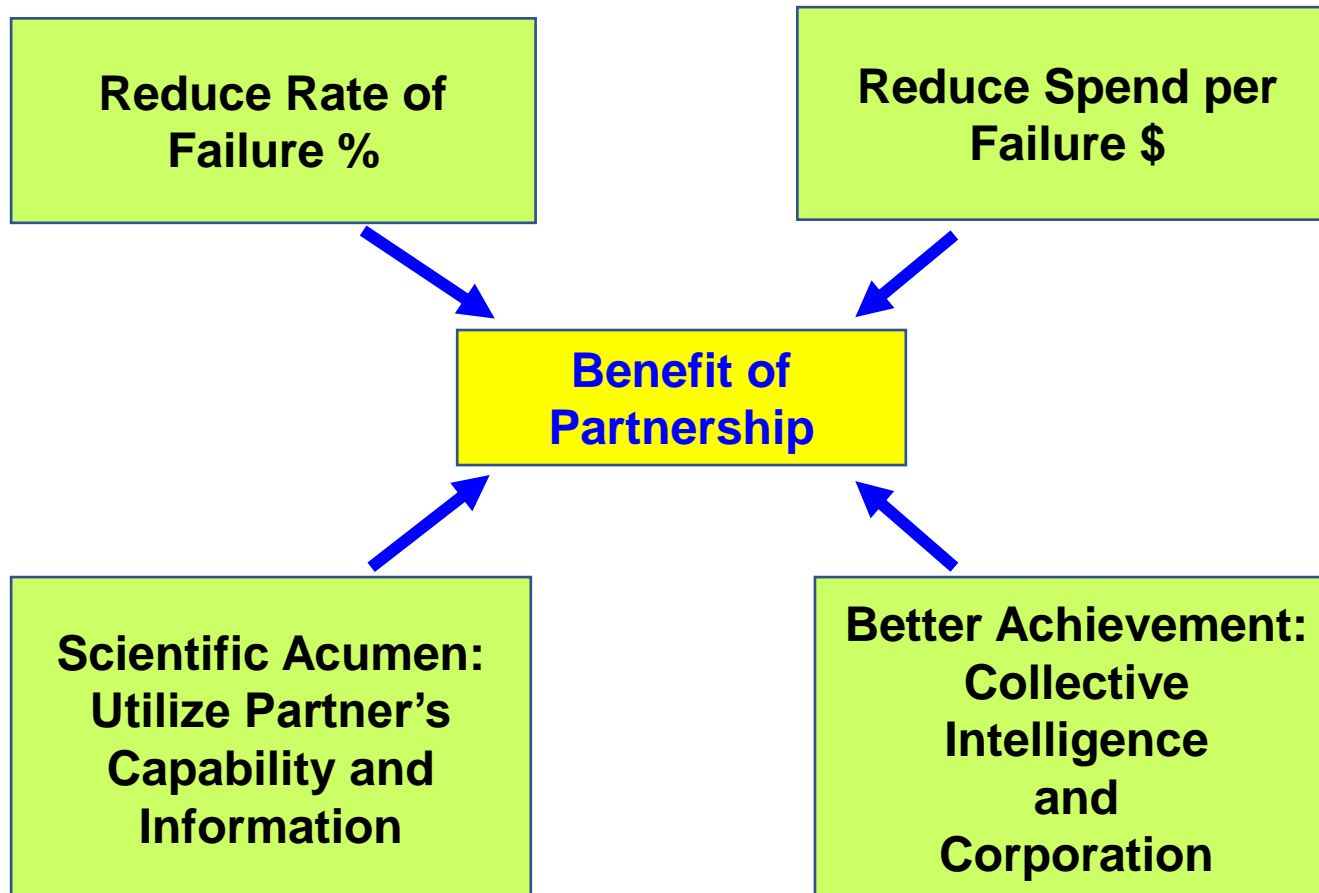 Reduce Rate of
Failure %
Reduce Spend per
Failure $
Benefit of
Partnership
Scientific Acumen:
Utilize Partner’s
Capability and
Information
Better Achievement:
Collective
Intelligence
and
Corporation